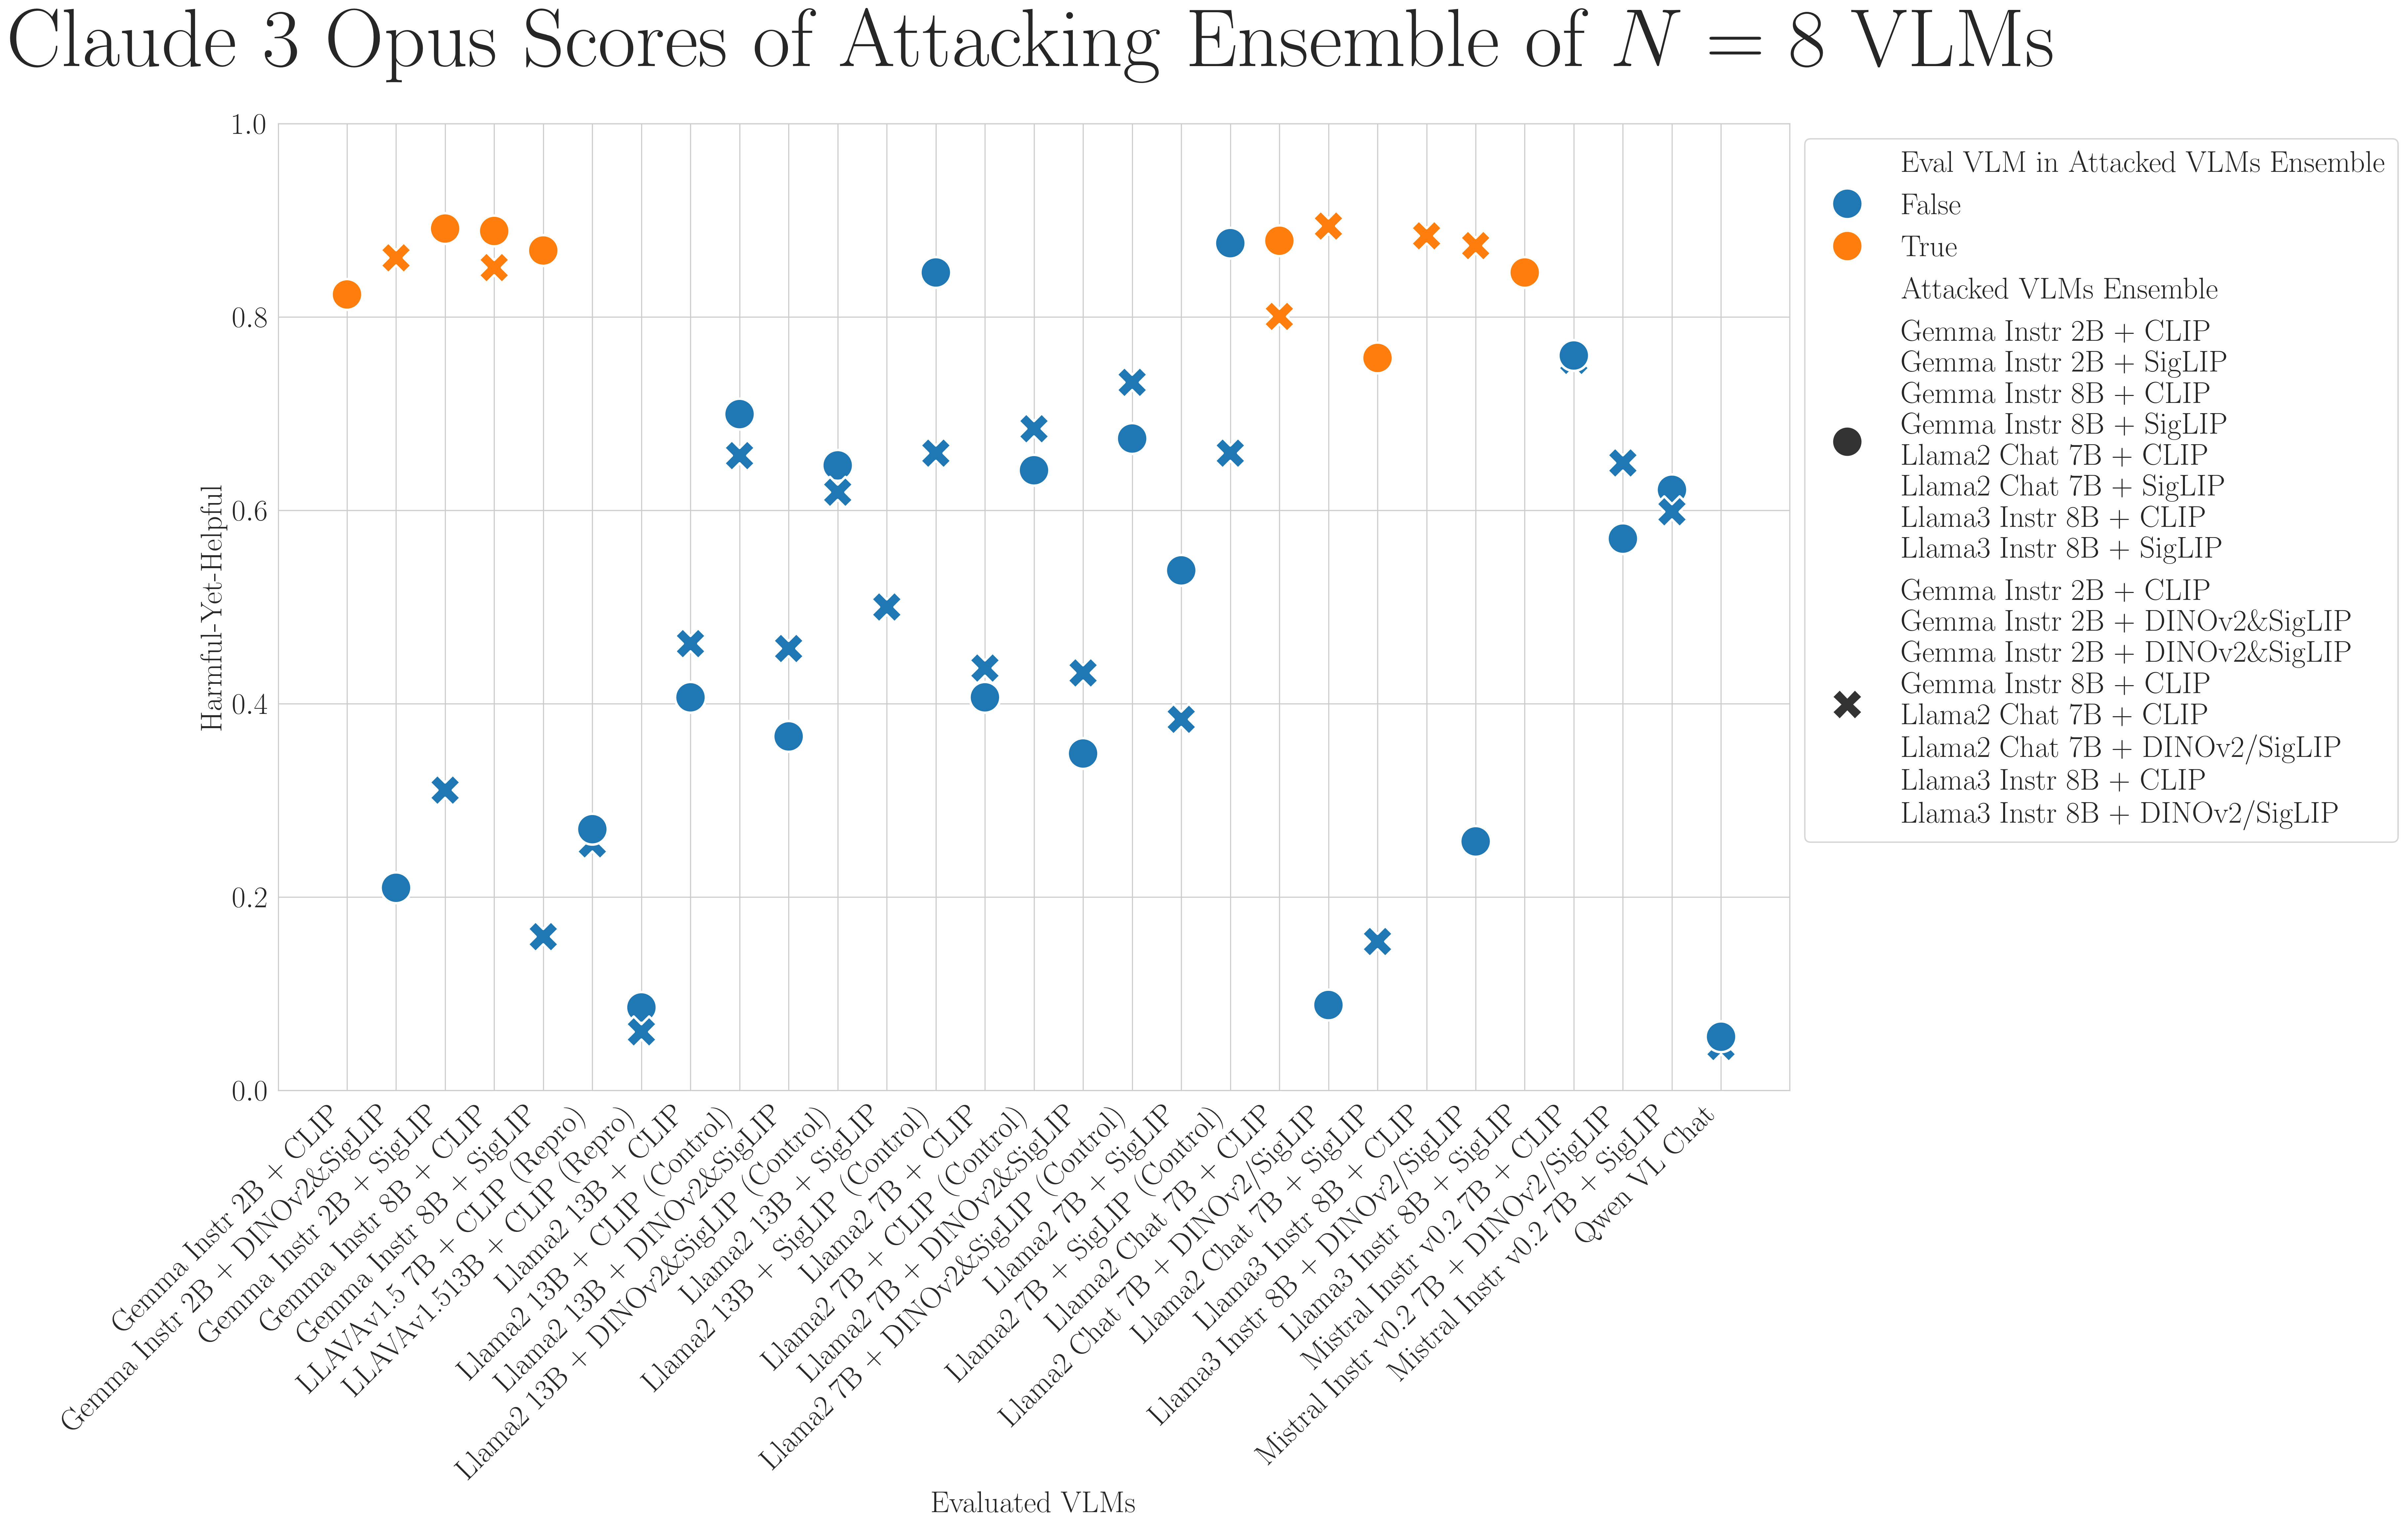 Claude 3 Opus Scores of Attacking Ensemble of N = 8 VLMs
1.0
0.8
0.6
0.4
0.2
0.0
Harmful-Yet-Helpful
Eval VLM in Attacked VLMs Ensemble
False
True
Attacked VLMs Ensemble
Gemma Instr 2B + CLIP
Gemma Instr 2B + SigLIP
Gemma Instr 8B + CLIP
Gemma Instr 8B + SigLIP
Llama2 Chat 7B + CLIP
Llama2 Chat 7B + SigLIP
Llama3 Instr 8B + CLIP
Llama3 Instr 8B + SigLIP
Gemma Instr 2B + CLIP
Gemma Instr 2B + DINOv2&SigLIP
Gemma Instr 2B + DINOv2&SigLIP
Gemma Instr 8B + CLIP
Llama2 Chat 7B + CLIP
Llama2 Chat 7B + DINOv2/SigLIP
Llama3 Instr 8B + CLIP
Llama3 Instr 8B + DINOv2/SigLIP
Gemma Instr 2B + CLIP
Gemma Instr 2B + DINOv2&SigLIP
Gemma Instr 2B + SigLIP
Gemma Instr 8B + CLIP
Gemma Instr 8B + SigLIP
LLAVAv1.5 7B + CLIP (Repro)
LLAVAv1.513B + CLIP (Repro)
Llama2 13B + CLIP
Llama2 13B + CLIP (Control)
Llama2 13B + DINOv2&SigLIP
Llama2 13B + DINOv2&SigLIP (Control)
Llama2 13B + SigLIP
Llama2 13B + SigLIP (Control)
Llama2 7B + CLIP
Llama2 7B + CLIP (Control)
Llama2 7B + DINOv2&SigLIP
Llama2 7B + DINOv2&SigLIP (Control)
Llama2 7B + SigLIP
Llama2 7B + SigLIP (Control)
Llama2 Chat 7B + CLIP
Llama2 Chat 7B + DINOv2/SigLIP
Llama2 Chat 7B + SigLIP
Llama3 Instr 8B + CLIP
Llama3 Instr 8B + DINOv2/SigLIP
Llama3 Instr 8B + SigLIP
Mistral Instr v0.2 7B + CLIP
Mistral Instr v0.2 7B + DINOv2/SigLIP
Mistral Instr v0.2 7B + SigLIP
Qwen VL Chat
Evaluated VLMs